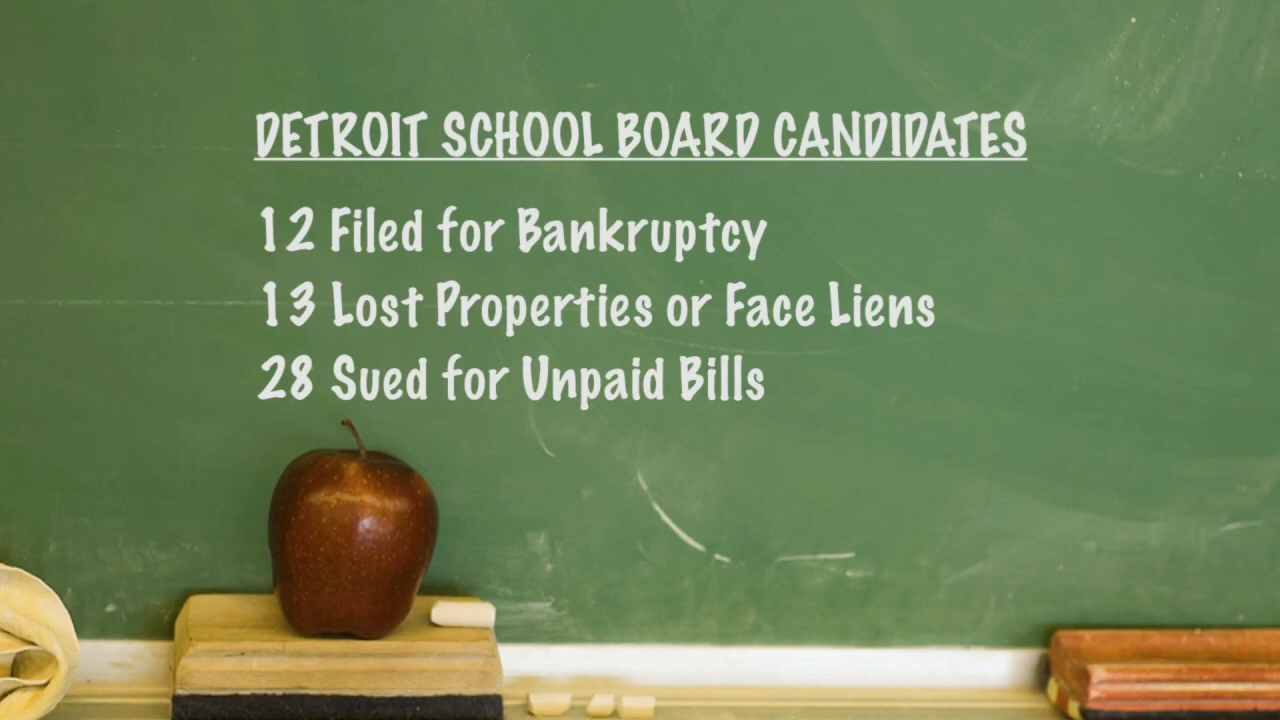 DETROIT SCHOOL BOARD CANDIDATES
12 Filed for Bankruptcy
13 Lost Properties or Face Liens
28 Sued for Unpaid Bills